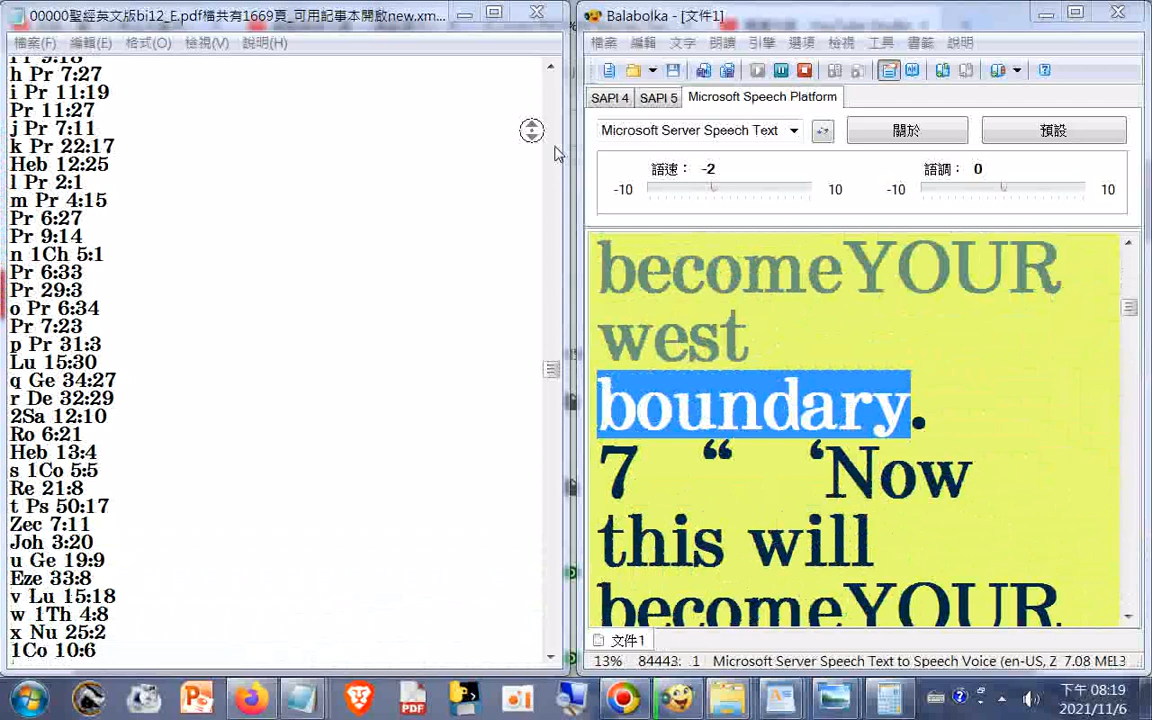 00000聖經英文版bi12_E.pdf檔共有1669頁_可用記事本開啟new.xm...
檔案(F) 編輯(E) 格式(O) 檢視(V) 說明(H)
h Pr 7:27
i Pr 11:19
Pr 11:27
j Pr 7:11
k Pr 22:17
Heb 12:25
l Pr 2:1
m Pr 4:15
Pr 6:27
Pr 9:14
n 1Ch 5:1
Pr 6:33
Pr 29:3
o Pr 6:34
Pr 7:23
p Pr 31:3
Lu 15:30
q Ge 34:27
r De 32:29
2Sa 12:10
Ro 6:21
Heb 13:4
s 1Co 5:5
Re 21:8
t Ps 50:17
Zec 7:11
Joh 3:20
u Ge 19:9
Eze 33:8
v Lu 15:18
w 1Th 4:8
x Nu 25:2
1Co 10:6
Balabolka - [文件1]
檔案 編輯 文字 朗讀 引擎 選項 檢視 工具 書籤 說明
SAPI 4 SAPI 5 Microsoft Speech Platform
Microsoft Server Speech Text 關於 預設
語速： -2 語調： 0
-10 10 -10 10
becomeYOUR
west
boundary.
7 “ ‘Now
this will
becomeYOUR
文件1
13% 84443: .1 Microsoft Server Speech Text to Speech Voice (en-US, Z 7.08 ME
PDF
下午 08:19
2021/11/6